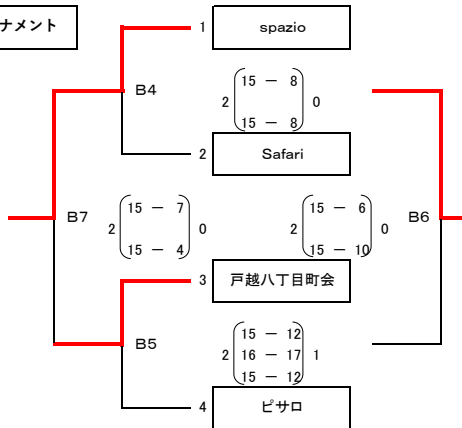 ナメント
1 spazio
B4
15 － 8
2 0
15 － 8
2 Safari
B7
15 － 7
2 0
15 － 4
15 － 6
2 0
15 － 10
B6
3 戸越八丁目町会
B5
15 － 12
2 16 － 17 1
15 － 12
4 ピサロ